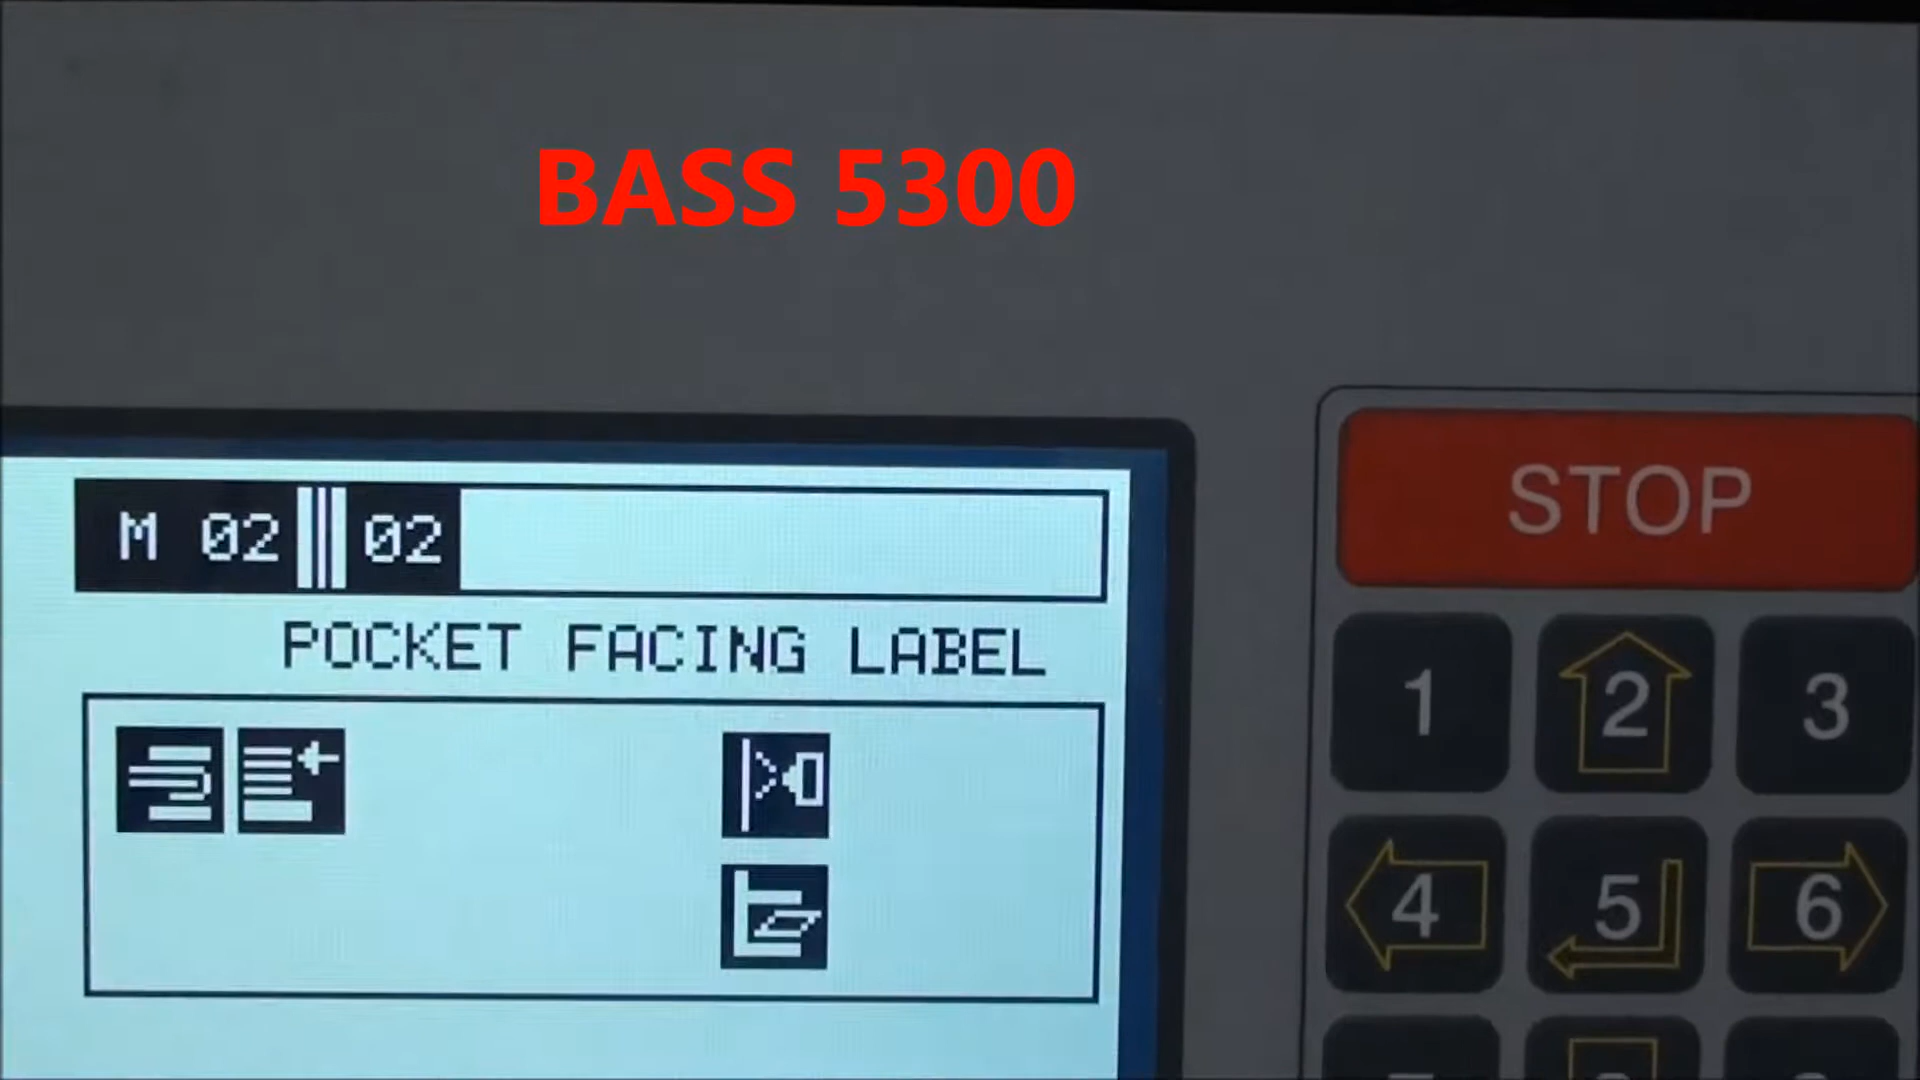 BASS 5300
STOP
M 02 02
POCKET FACING LABEL
1 2 3
4 5 6